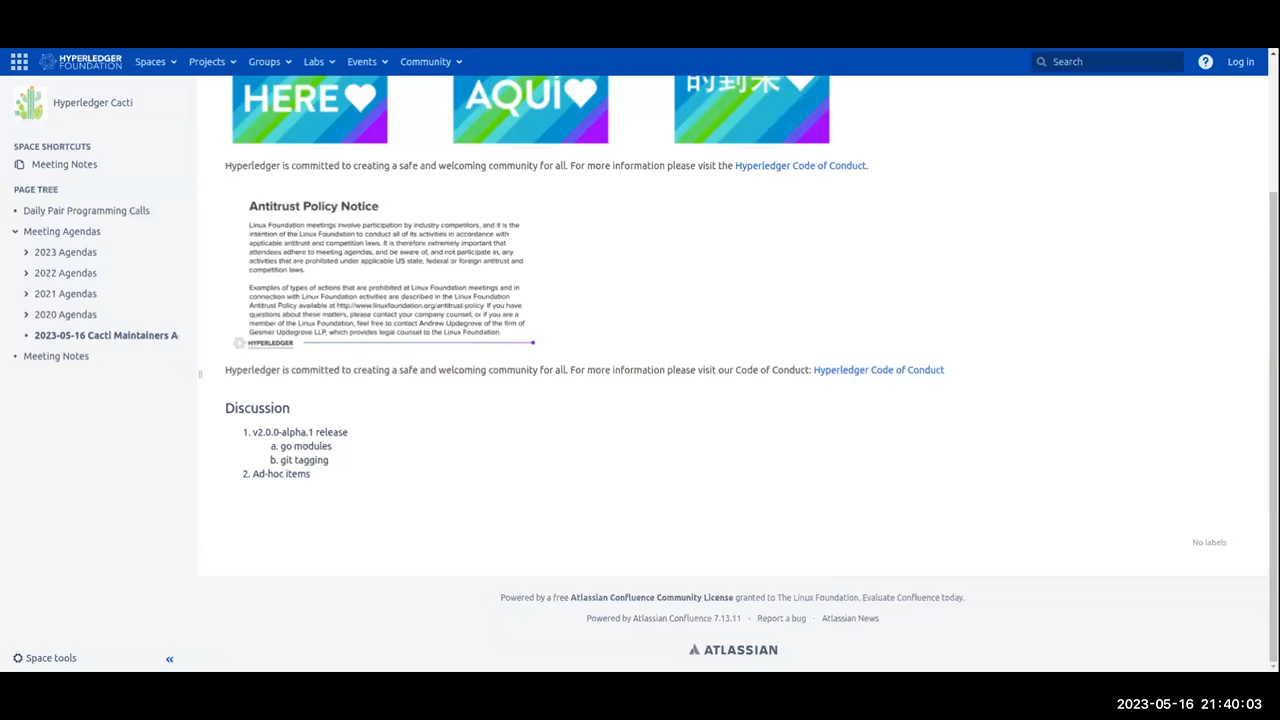 HYPERLEDGER
FOUNDATION
Spaces
Projects
Groups
Labs
Events
Community
Search
?
Log in
Hyperledger Cacti
SPACE SHORTCUTS
Meeting Notes
PAGE TREE
• Daily Pair Programming Calls
Meeting Agendas
2023 Agendas
2022 Agendas
2021 Agendas
2020 Agendas
• 2023-05-16 Cacti Maintainers A
• Meeting Notes
Space tools
«
HERE
AQUÍ
的到来
Hyperledger is committed to creating a safe and welcoming community for all. For more information please visit the Hyperledger Code of Conduct.
Antitrust Policy Notice
Linux Foundation meetings involve participation by industry competitors, and it is the
intention of the Linux Foundation to conduct all of its activities in accordance with
applicable antitrust and competition laws. It is therefore extremely important that
attendees adhere to meeting agendas, and be aware of, and not participate in, any
activities that are prohibited under applicable US state, federal or foreign antitrust and
competition laws.
Examples of types of actions that are prohibited at Linux Foundation meetings and in
connection with Linux Foundation activities are described in the Linux Foundation
Antitrust Policy available at http://www.linuxfoundation.org/antitrust-policy. If you have
questions about these matters, please contact your company counsel, or if you are a
member of the Linux Foundation, feel free to contact Andrew Updegrove of the firm of
Gesmer Updegrove LLP, which provides legal counsel to the Linux Foundation.
HYPERLEDGER
Hyperledger is committed to creating a safe and welcoming community for all. For more information please visit our Code of Conduct: Hyperledger Code of Conduct
Discussion
1. v2.0.0-alpha.1 release
a. go modules
b. git tagging
2. Ad-hoc items
No labels
Powered by a free Atlassian Confluence Community License granted to The Linux Foundation. Evaluate Confluence today.
Powered by Atlassian Confluence 7.13.11 · Report a bug · Atlassian News
ATLASSIAN
2023-05-16 21:40:03